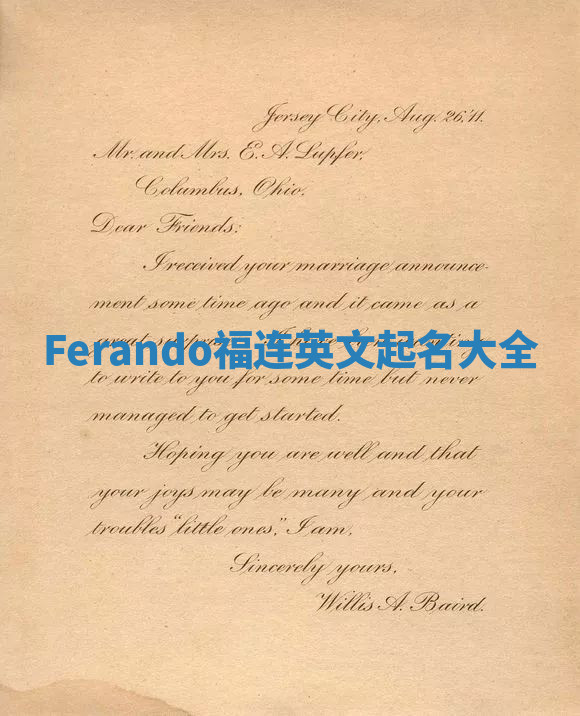 Jersey City, Aug. 26, '11.
Mr. and Mrs. E. A. Lupfer,
Columbus, Ohio.
Dear Friends:
I received your marriage announce-
ment some time ago and it came as a
great surprise. I have
Ferando福连英文起名大全
to write to you for some time but never
managed to get started.
Hoping you are well and that
your joys may be many and your
troubles "little ones," I am,
Sincerely yours,
Willis A. Baird.